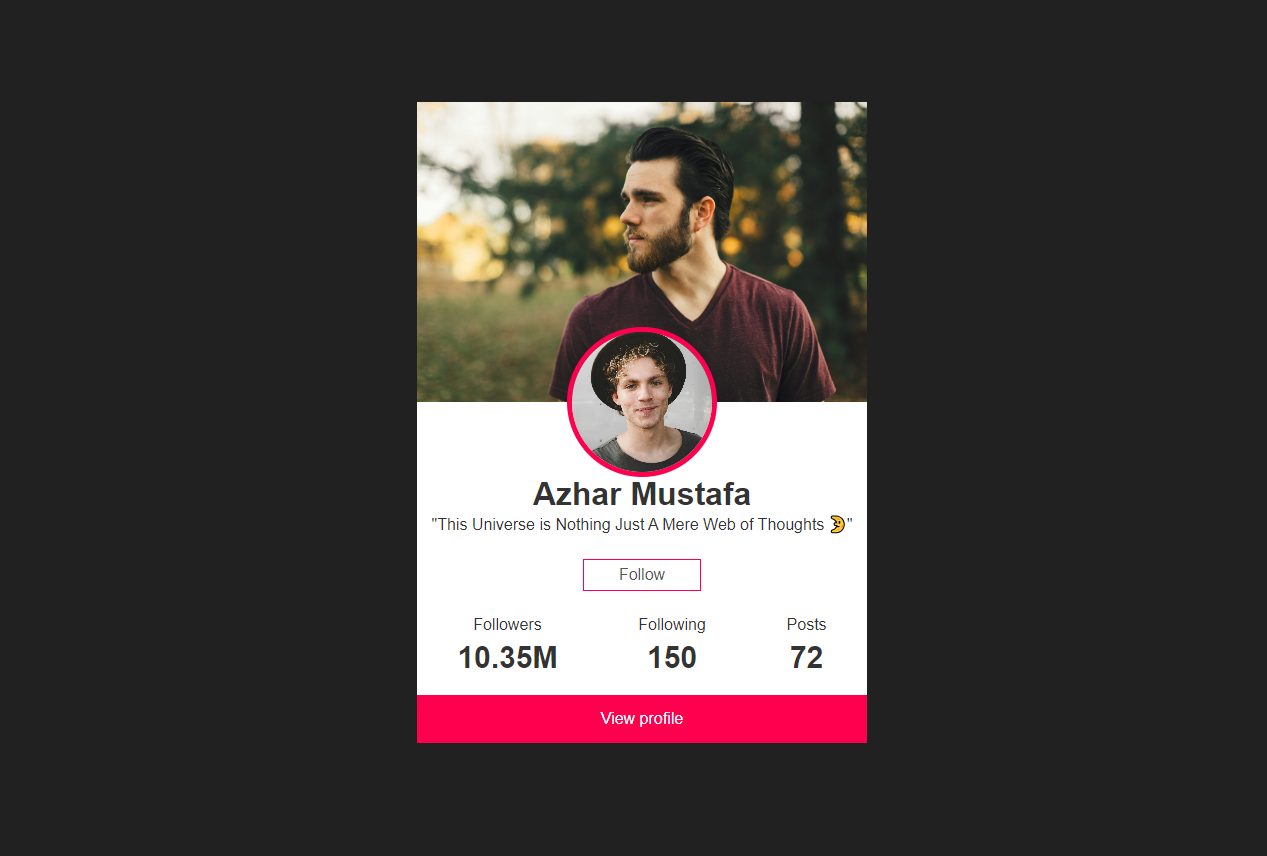 Azhar Mustafa
"This Universe is Nothing Just A Mere Web of Thoughts 🌛"
Follow
Followers Following Posts
10.35M 150 72
View profile